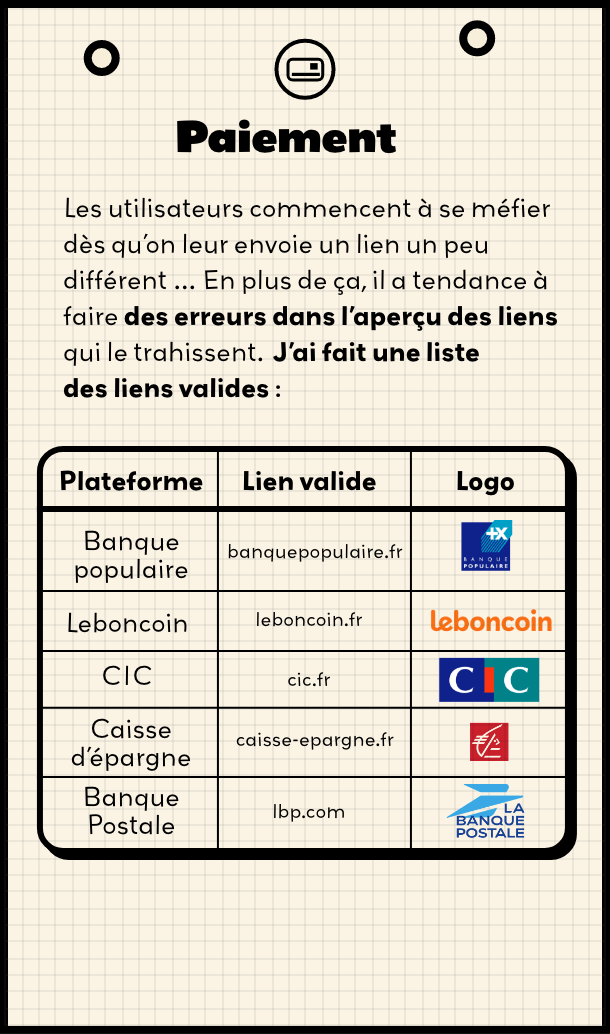 Paiement
Les utilisateurs commencent à se méfier
dès qu'on leur envoie un lien un peu
différent ... En plus de ça, il a tendance à
faire des erreurs dans l'aperçu des liens
qui le trahissent. J'ai fait une liste
des liens valides :
Plateforme Lien valide Logo
Banque
populaire
banquepopulaire.fr
+X
BANQUE
POPULAIRE
Leboncoin leboncoin.fr leboncoin
CIC cic.fr CIC
Caisse
d'épargne
caisse-epargne.fr
Banque
Postale
lbp.com
LA
BANQUE
POSTALE